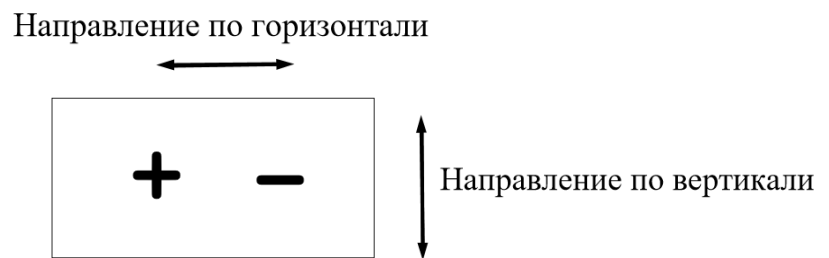 Направление по горизонтали
+ −
Направление по вертикали